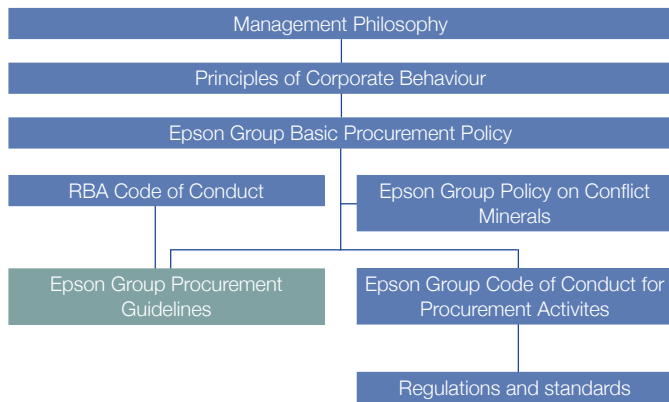 Management Philosophy
Principles of Corporate Behaviour
Epson Group Basic Procurement Policy
RBA Code of Conduct
Epson Group Policy on Conflict
Minerals
Epson Group Procurement
Guidelines
Epson Group Code of Conduct for
Procurement Activites
Regulations and standards